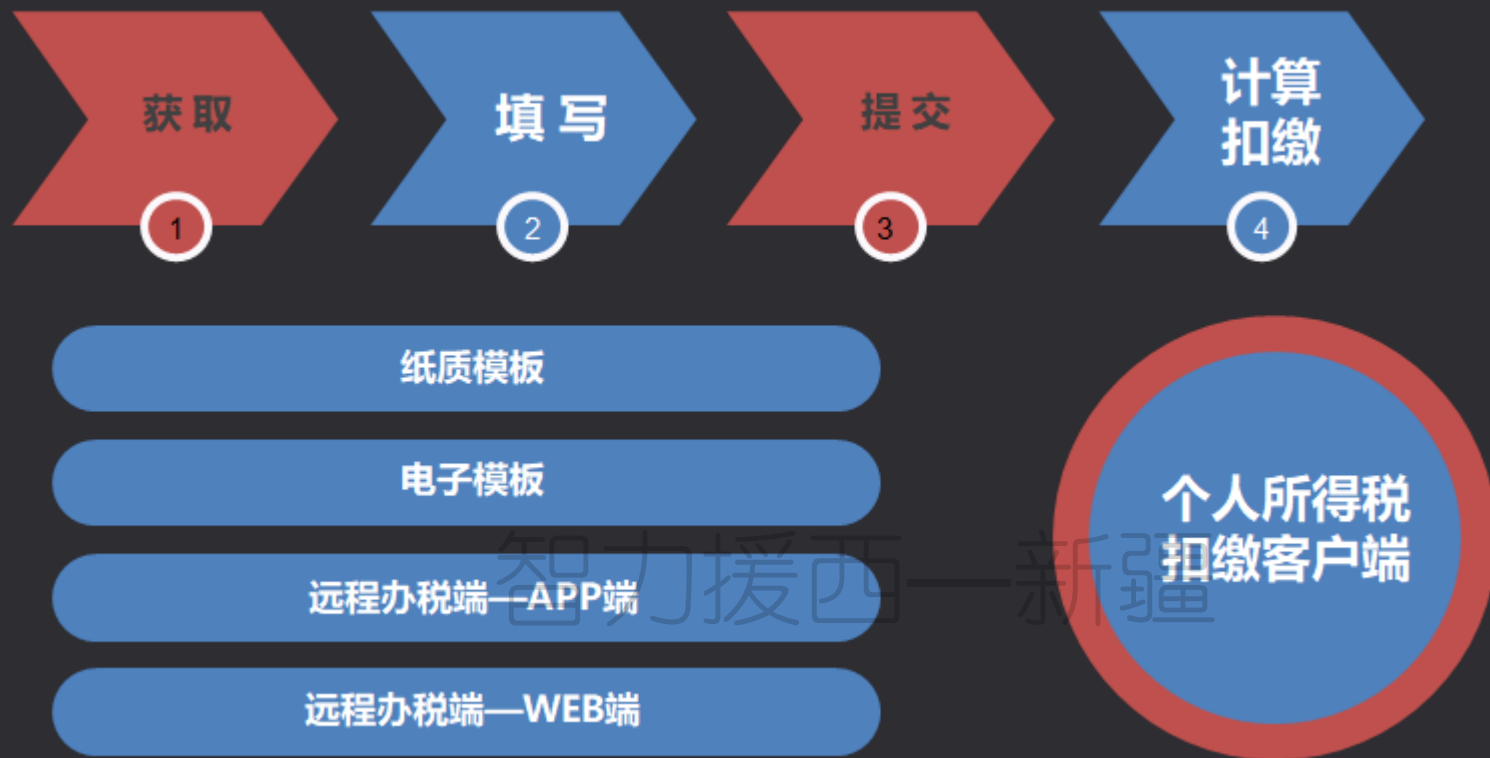 获取
填写
提交
计算
扣缴
1
2
3
4
纸质模板
电子模板
远程办税端—APP端
远程办税端—WEB端
个人所得税
扣缴客户端
智力援西—新疆